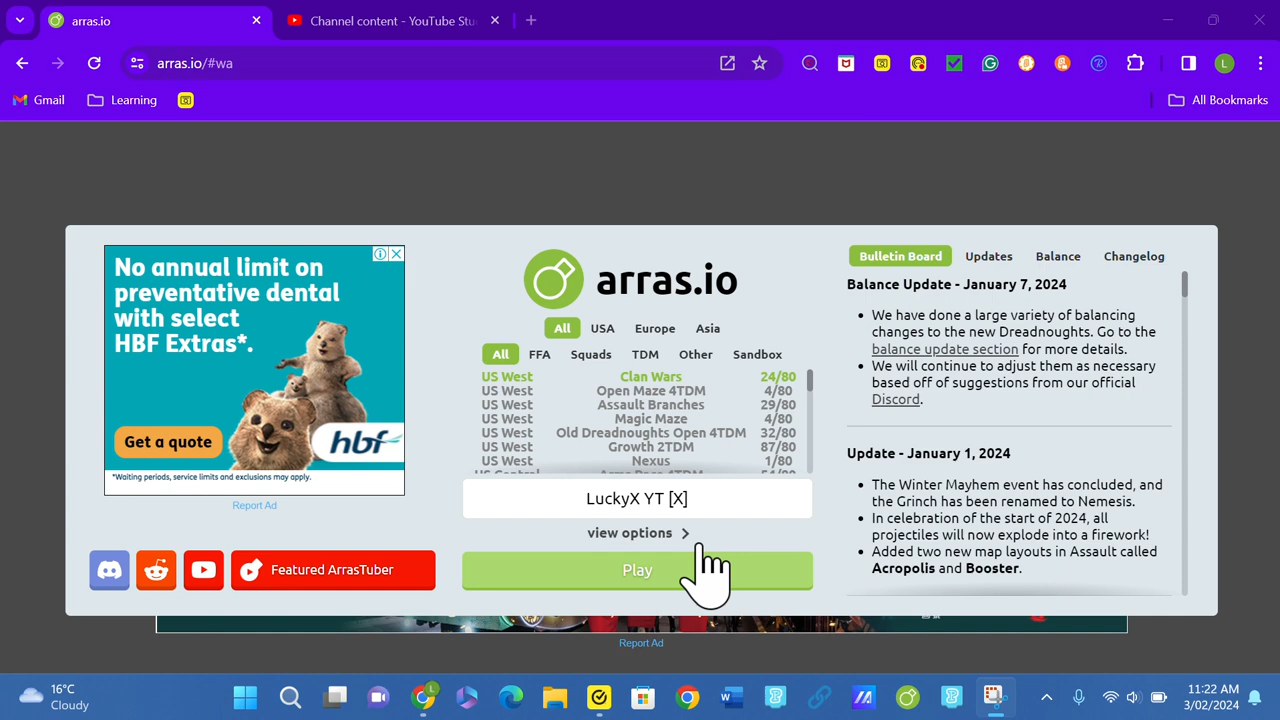 arras.io
Channel content - YouTube Stu
arras.io/#wa
L
Gmail
Learning
All Bookmarks
No annual limit on
preventative dental
with select
HBF Extras*.
Get a quote
hbf
*Waiting periods, service limits and exclusions may apply.
Report Ad
Featured ArrasTuber
arras.io
All
USA
Europe
Asia
All
FFA
Squads
TDM
Other
Sandbox
US West Clan Wars 24/80
US West Open Maze 4TDM 4/80
US West Assault Branches 29/80
US West Magic Maze 4/80
US West Old Dreadnoughts Open 4TDM 32/80
US West Growth 2TDM 87/80
US West Nexus 1/80
LuckyX YT [X]
view options
Play
Bulletin Board
Updates
Balance
Changelog
Balance Update - January 7, 2024
We have done a large variety of balancing
changes to the new Dreadnoughts. Go to the
balance update section for more details.
We will continue to adjust them as necessary
based off of suggestions from our official
Discord.
Update - January 1, 2024
The Winter Mayhem event has concluded, and
the Grinch has been renamed to Nemesis.
In celebration of the start of 2024, all
projectiles will now explode into a firework!
Added two new map layouts in Assault called
Acropolis and Booster.
Report Ad
16°C
Cloudy
11:22 AM
3/02/2024